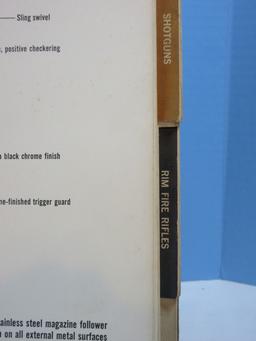 Sling swivel
, positive checkering
black chrome finish
-finished trigger guard
ainless steel magazine follower
on all external metal surfaces
SHOTGUNS
RIM FIRE RIFLES